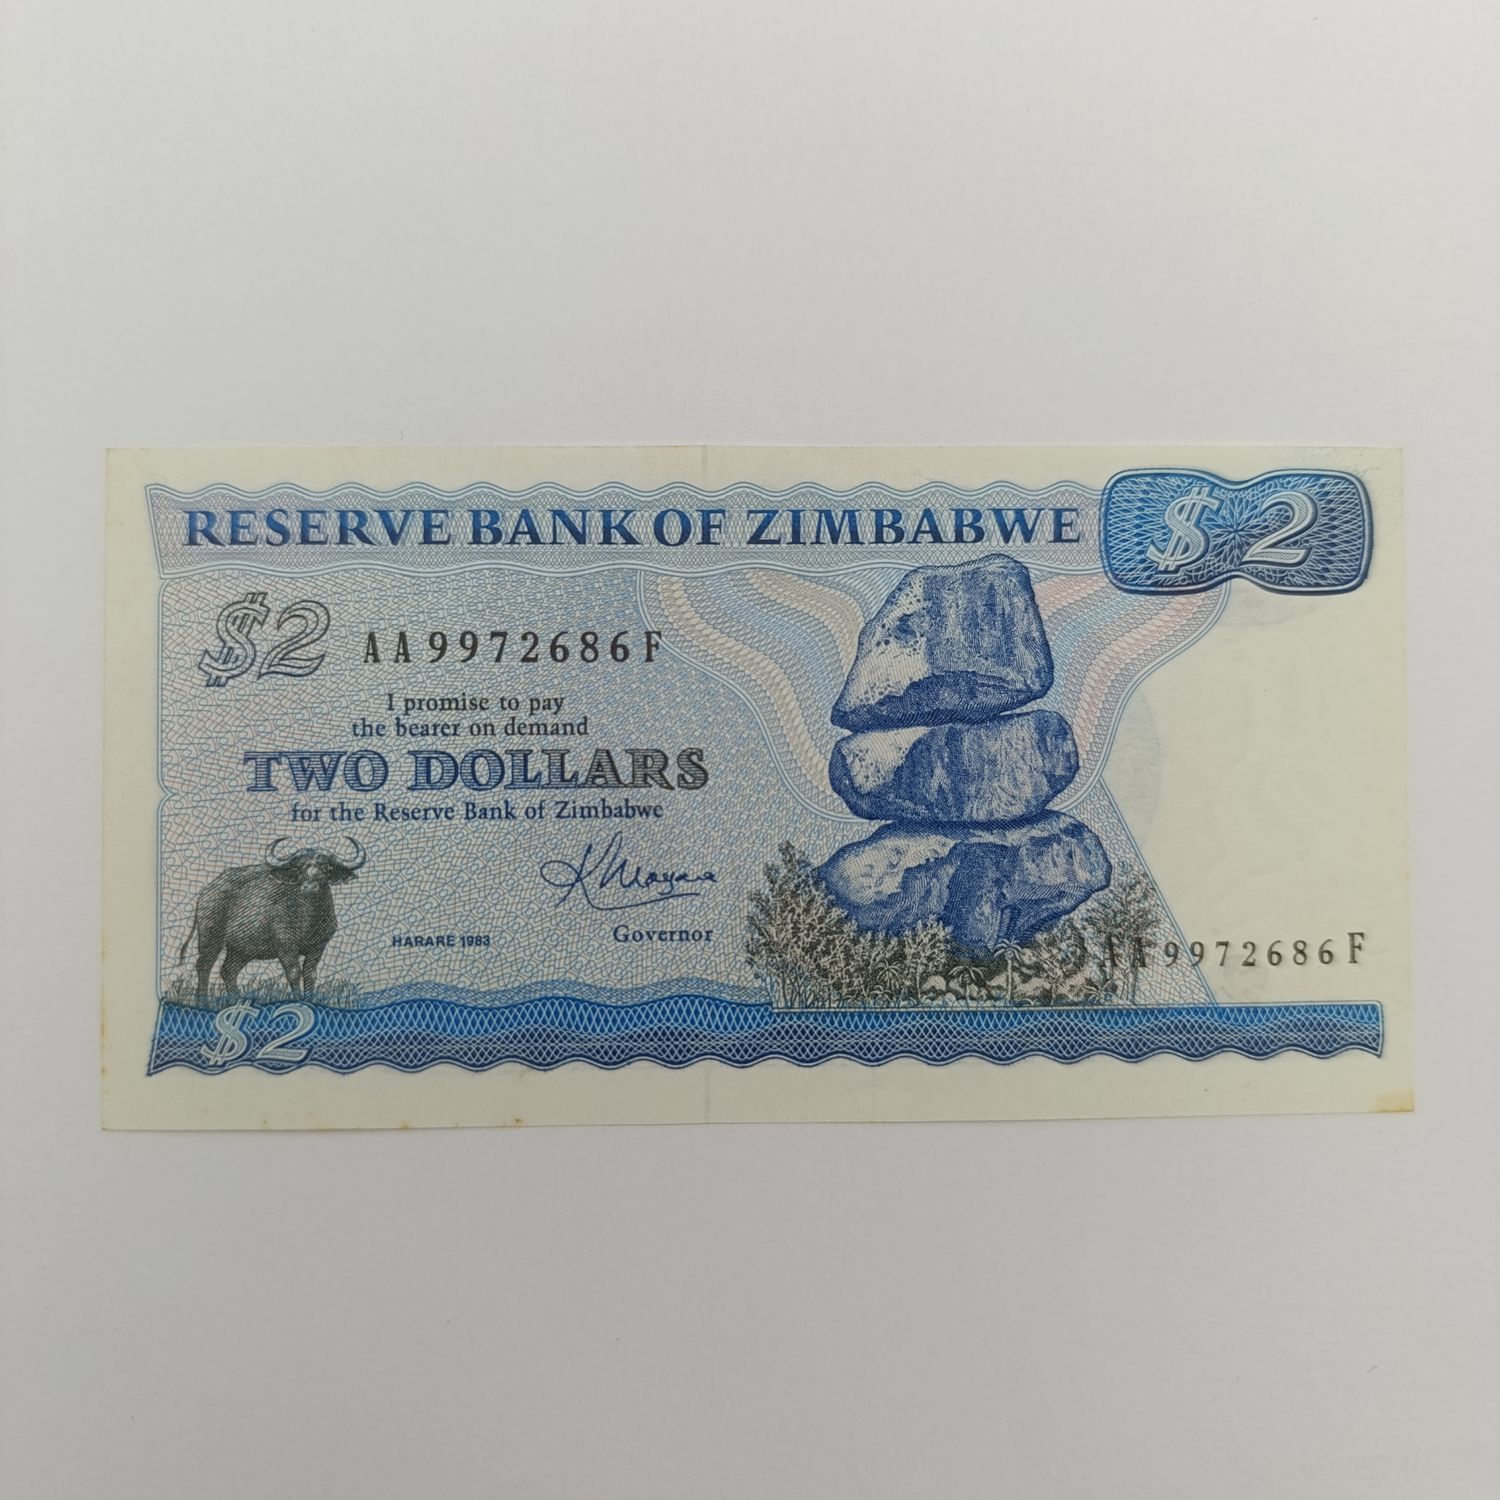 RESERVE BANK OF ZIMBABWE
$2
$2
AA9972686F
I promise to pay
the bearer on demand
TWO DOLLARS
for the Reserve Bank of Zimbabwe
HARARE 1983
Governor
AA9972686F
$2